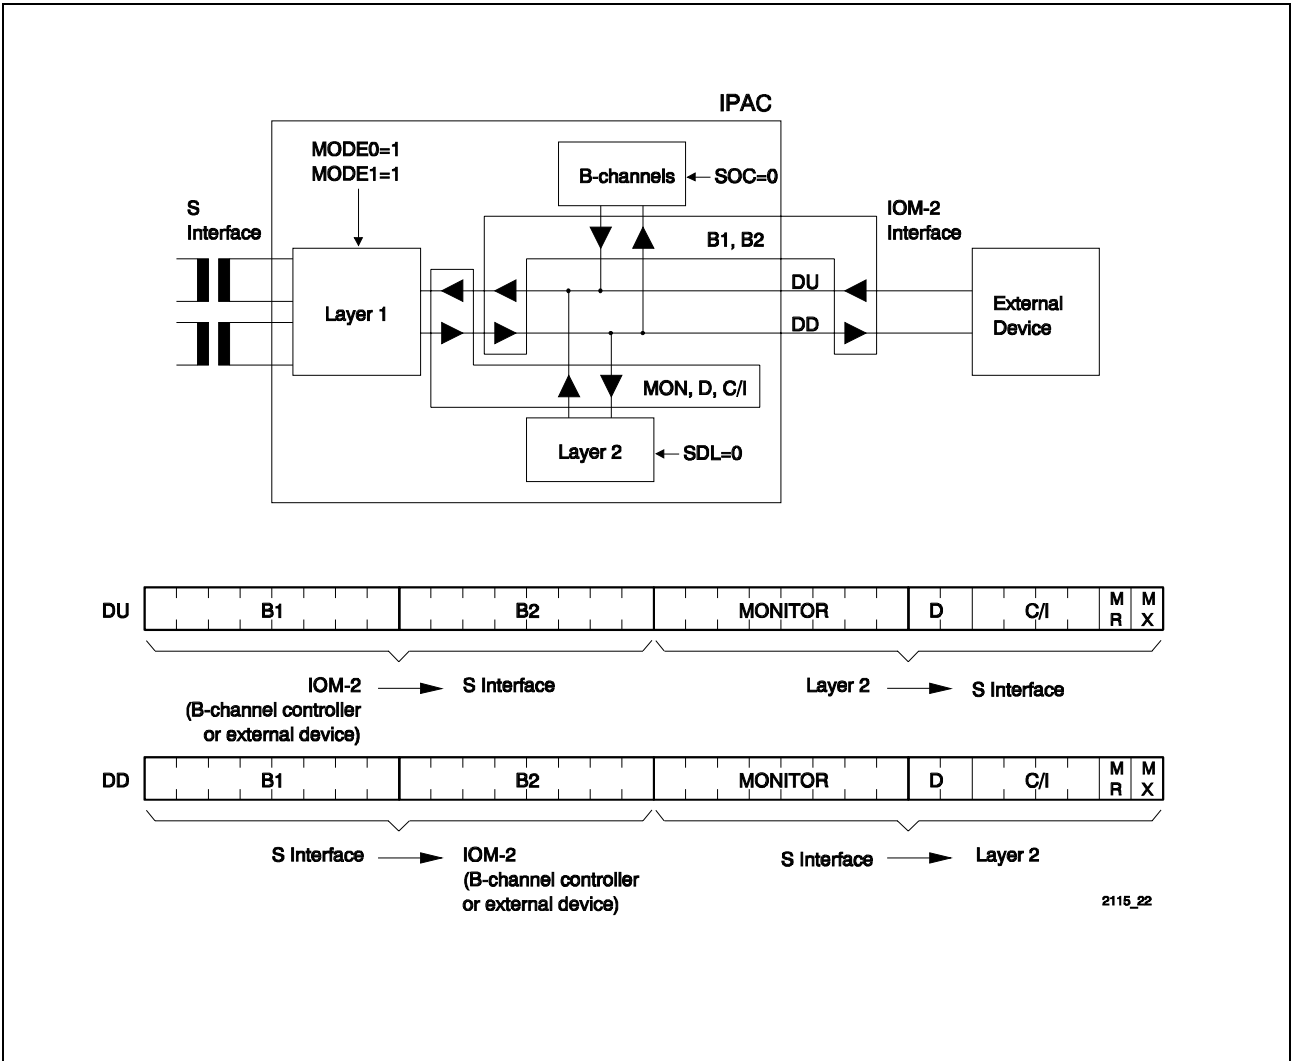 IPAC
MODE0=1
MODE1=1
B-channels
SOC=0
S
Interface
IOM-2
Interface
B1, B2
DU
Layer 1
External
Device
DD
MON, D, C/I
Layer 2
SDL=0
DU
B1
B2
MONITOR
D
C/I
M
R
M
X
IOM-2
S Interface
(B-channel controller
or external device)
Layer 2
S Interface
DD
B1
B2
MONITOR
D
C/I
M
R
M
X
S Interface
IOM-2
(B-channel controller
or external device)
S Interface
Layer 2
2115_22